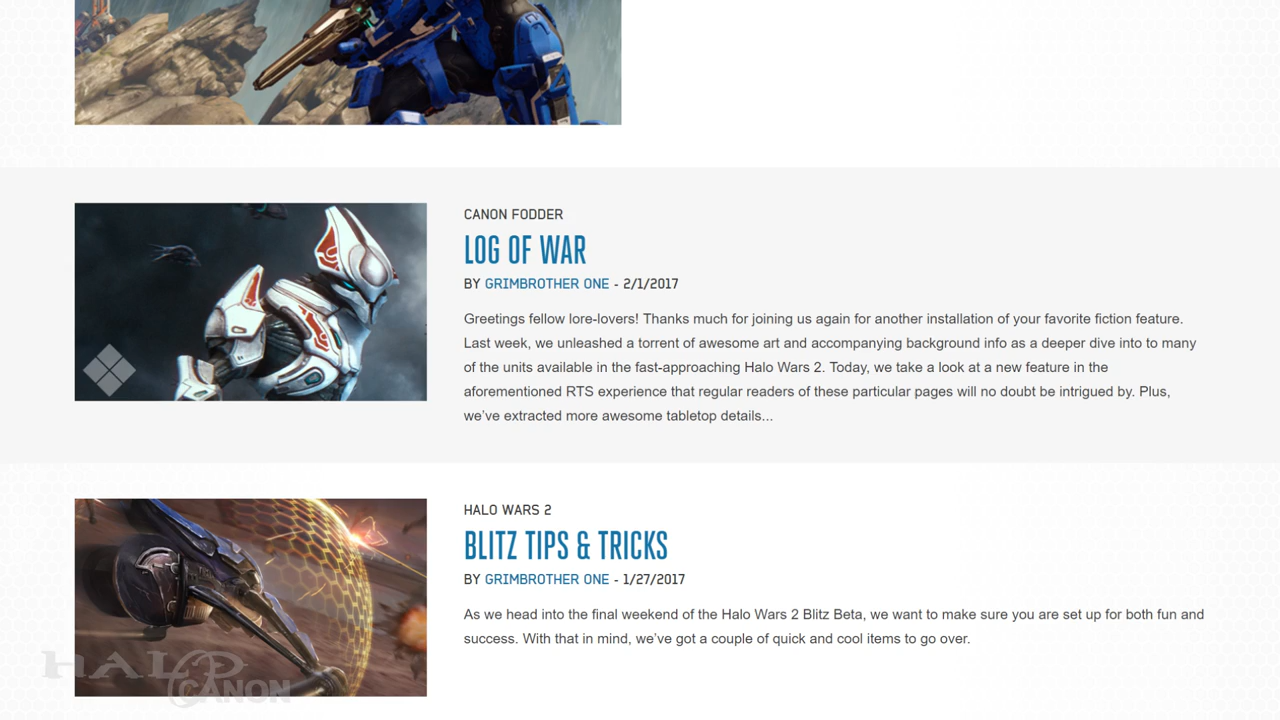 CANON FODDER
LOG OF WAR
BY GRIMBROTHER ONE - 2/1/2017
Greetings fellow lore-lovers! Thanks much for joining us again for another installation of your favorite fiction feature.
Last week, we unleashed a torrent of awesome art and accompanying background info as a deeper dive into to many
of the units available in the fast-approaching Halo Wars 2. Today, we take a look at a new feature in the
aforementioned RTS experience that regular readers of these particular pages will no doubt be intrigued by. Plus,
we’ve extracted more awesome tabletop details...
HALO WARS 2
BLITZ TIPS & TRICKS
BY GRIMBROTHER ONE - 1/27/2017
As we head into the final weekend of the Halo Wars 2 Blitz Beta, we want to make sure you are set up for both fun and
success. With that in mind, we’ve got a couple of quick and cool items to go over.
HALO
CANON